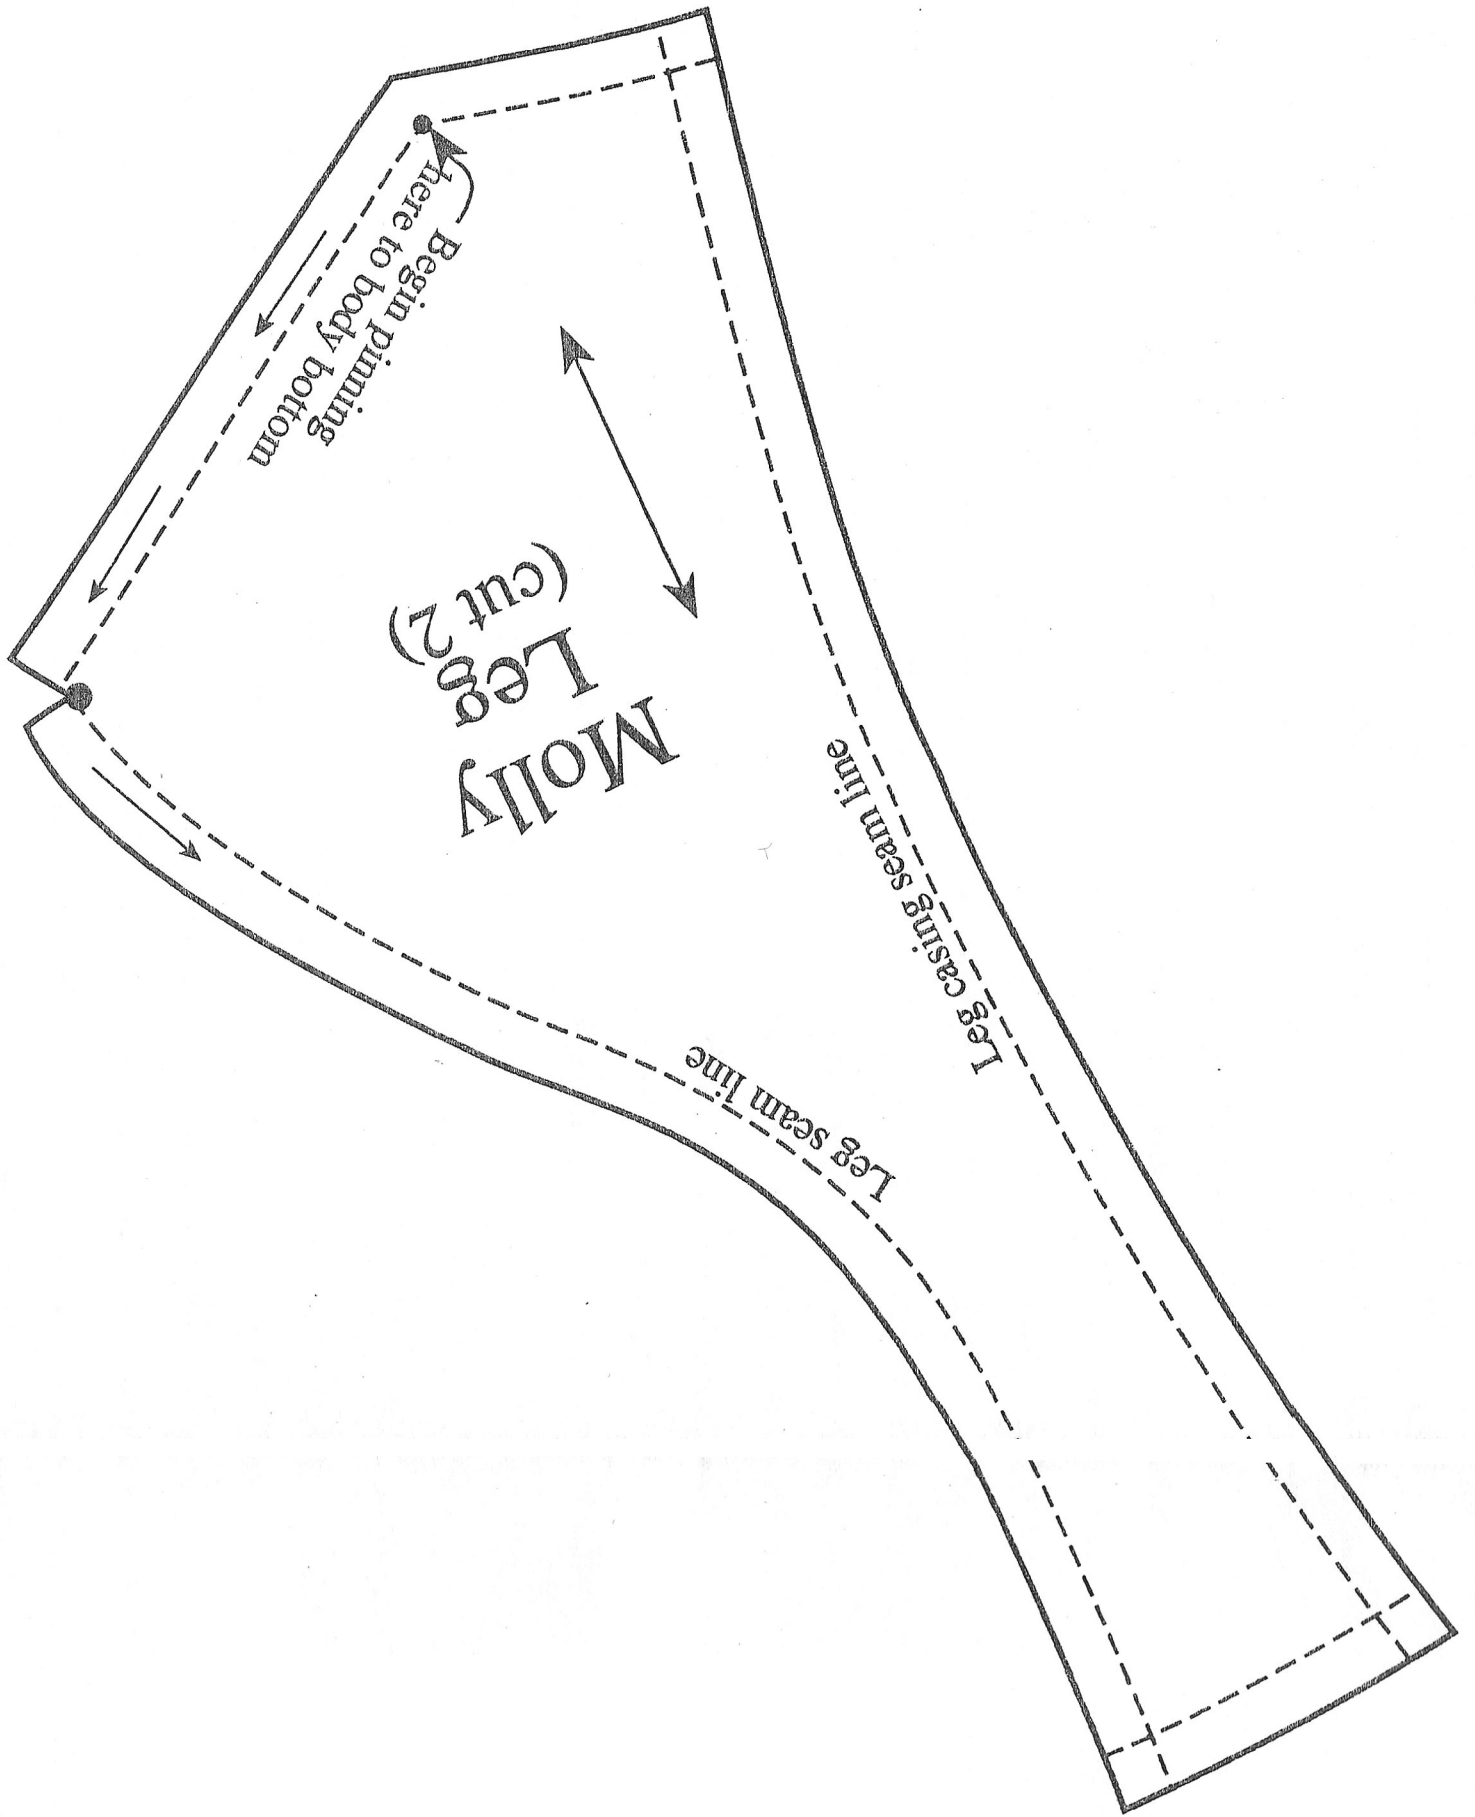 Molly
Leg
(cut 2)
Begin pinning
here to body bottom
Leg casing seam line
Leg seam line